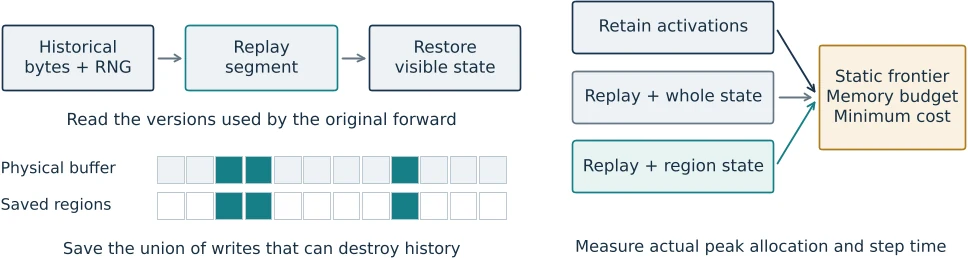 Historical
bytes + RNG
Replay
segment
Restore
visible state
Read the versions used by the original forward
Physical buffer
Saved regions
Save the union of writes that can destroy history
Retain activations
Replay + whole state
Replay + region state
Static frontier
Memory budget
Minimum cost
Measure actual peak allocation and step time